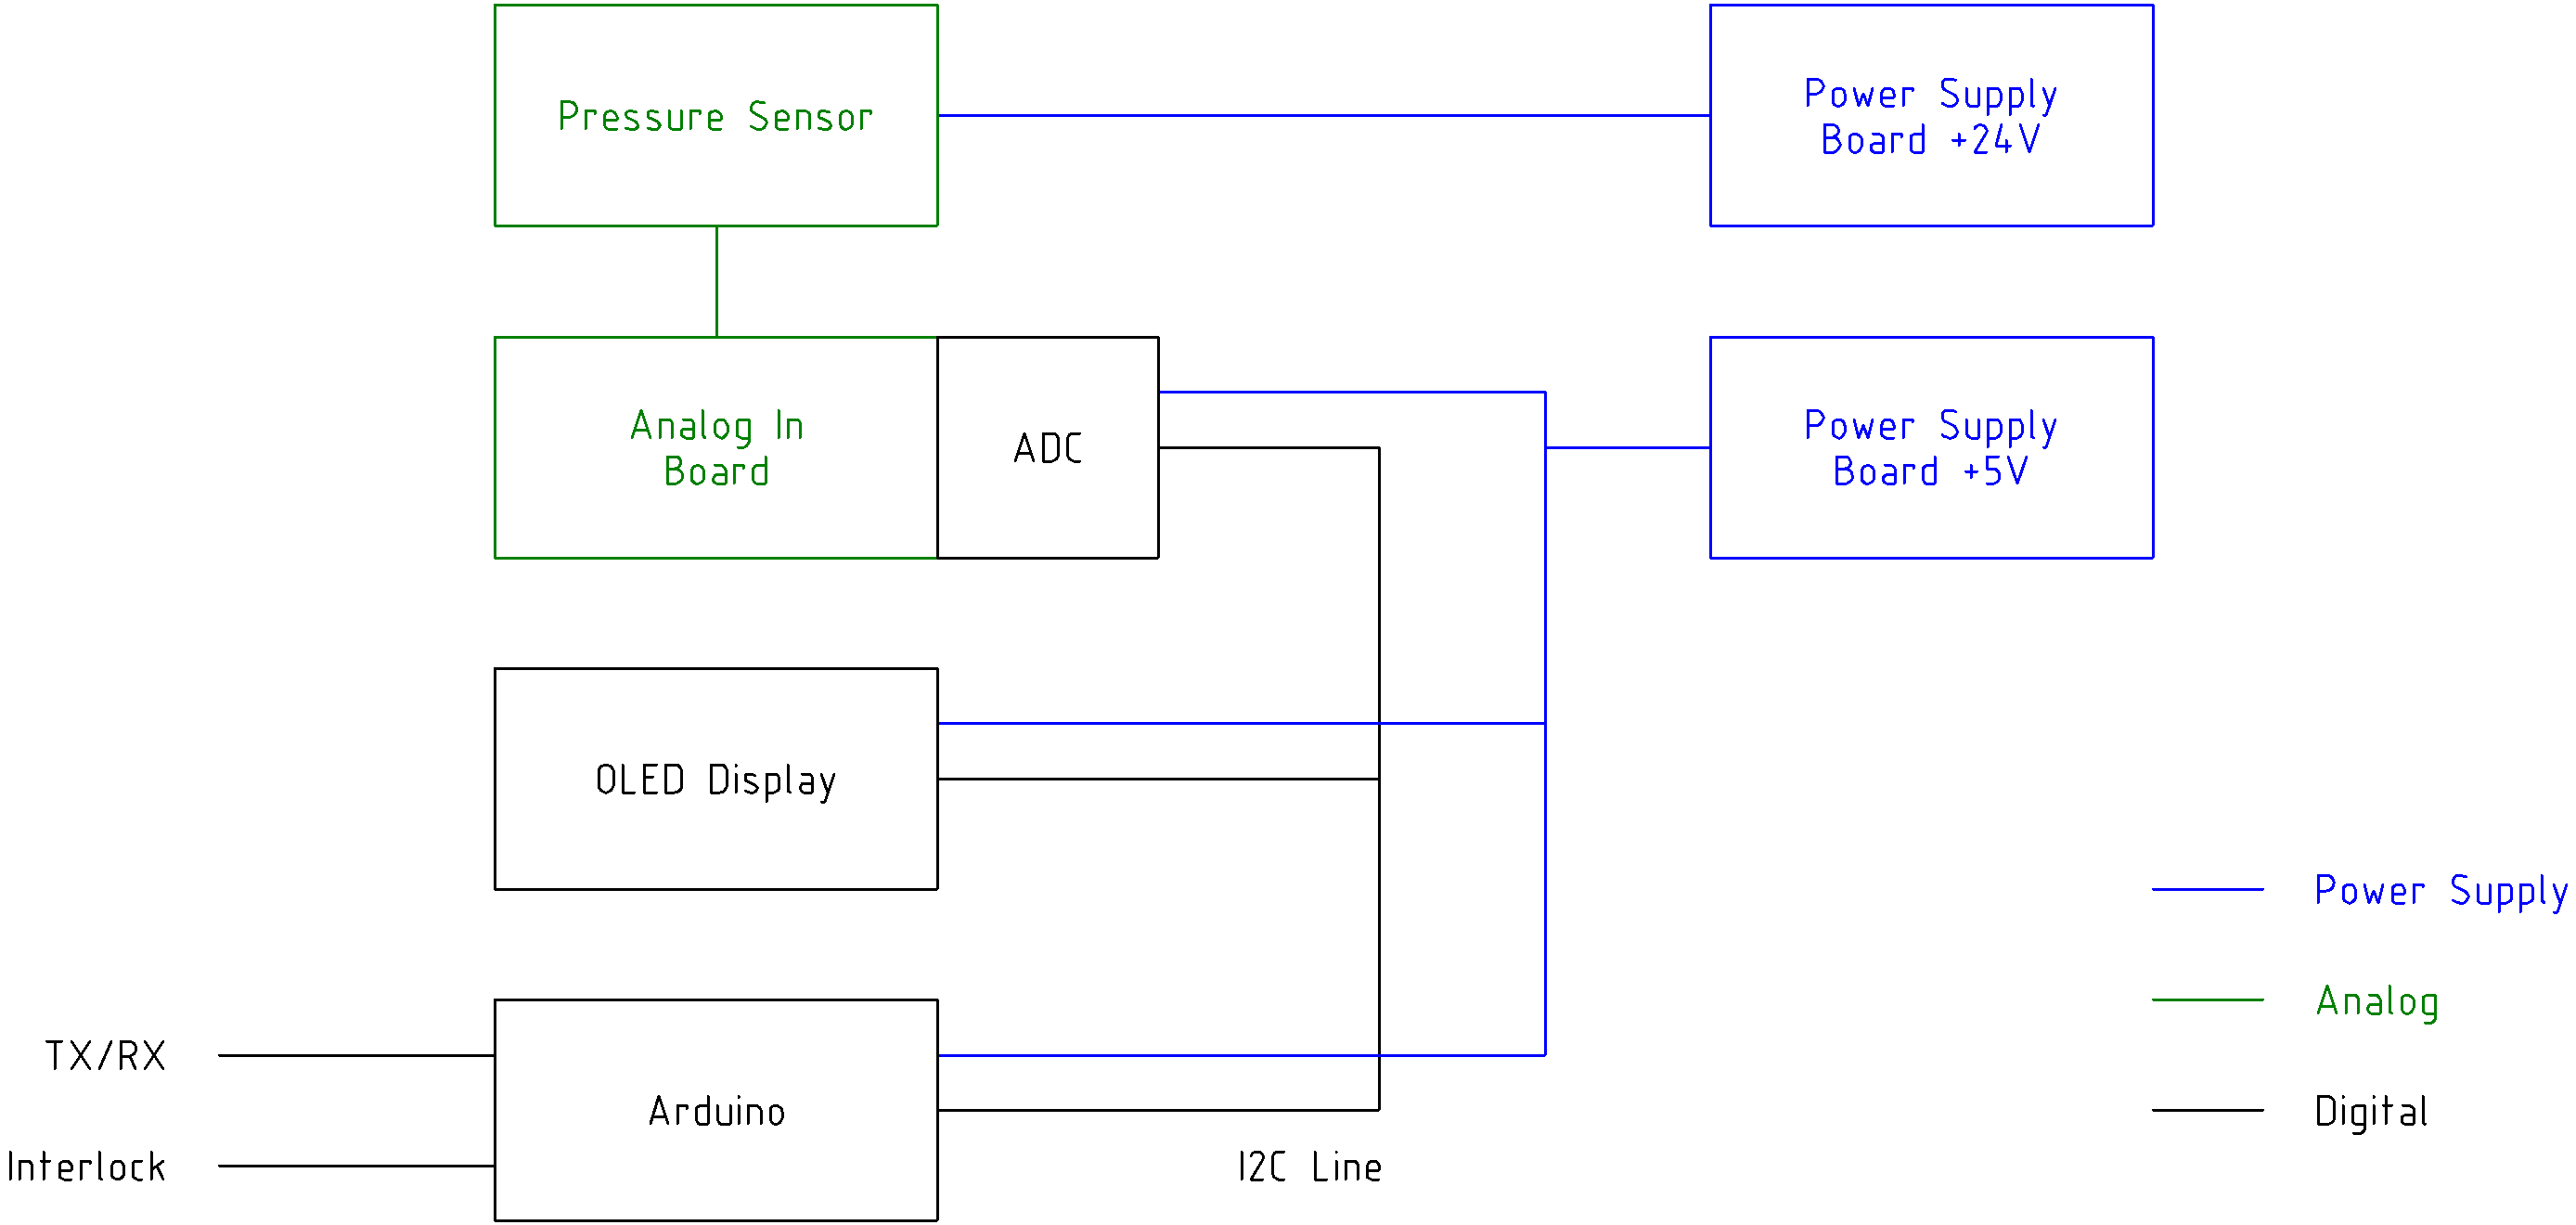 Pressure Sensor
Power Supply
Board +24V
Analog In
Board
ADC
Power Supply
Board +5V
OLED Display
Power Supply
Analog
TX/RX
Arduino
Digital
Interlock
I2C Line